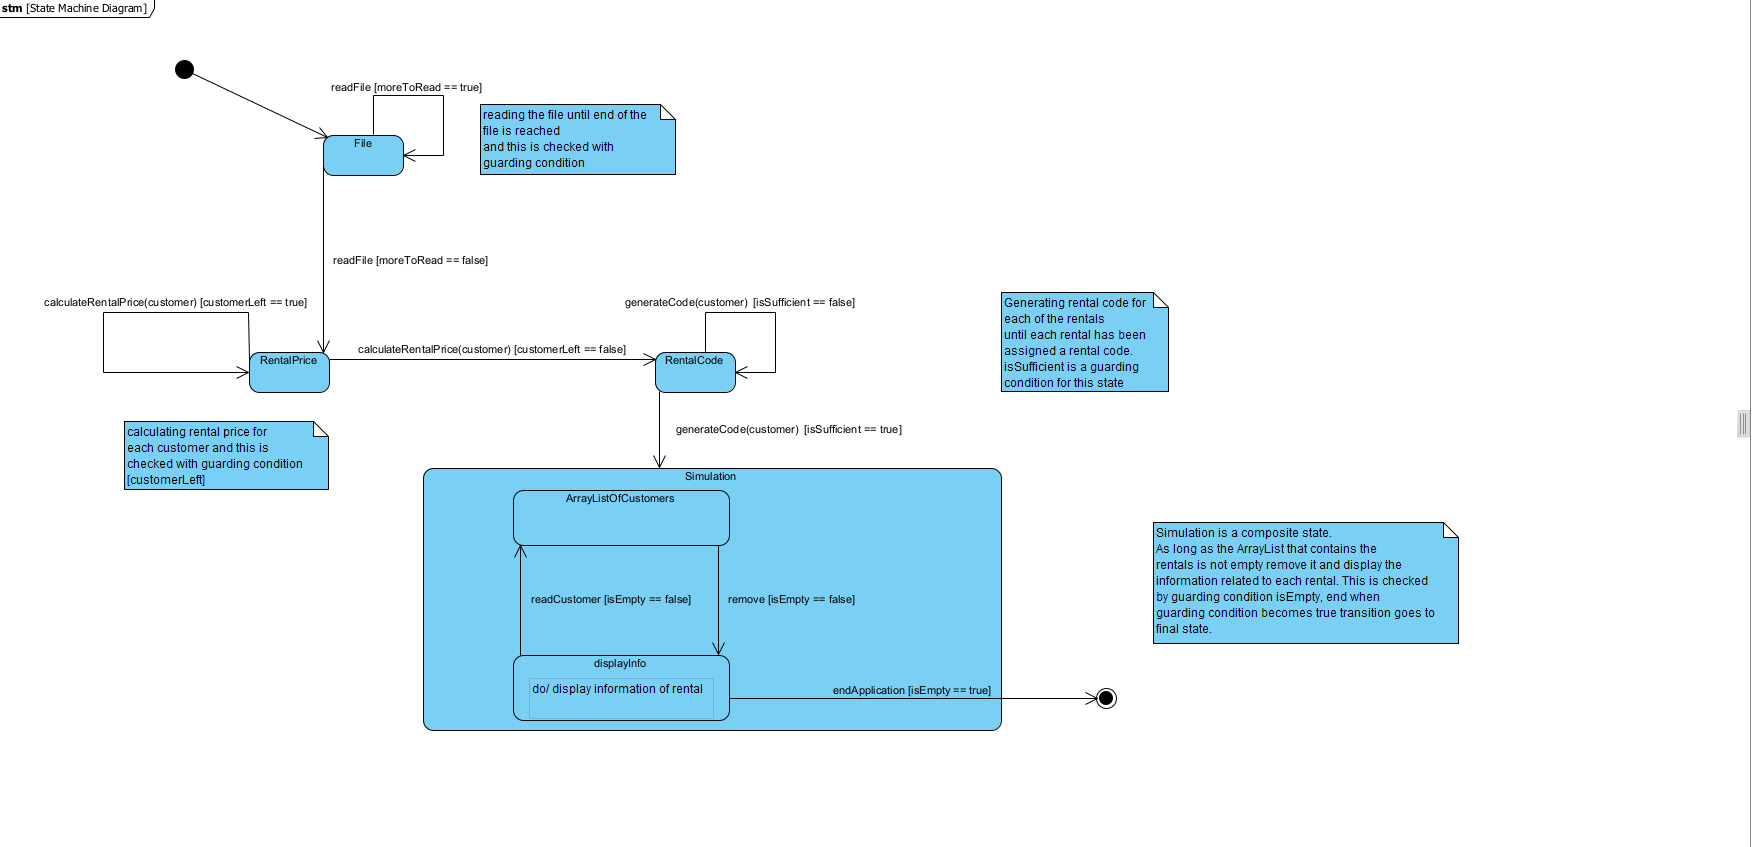 stm [State Machine Diagram]
readFile [moreToRead == true]
reading the file until end of the
file is reached
and this is checked with
guarding condition
File
readFile [moreToRead == false]
calculateRentalPrice(customer) [customerLeft == true]
generateCode(customer)  [isSufficient == false]
Generating rental code for
each of the rentals
until each rental has been
assigned a rental code.
isSufficient is a guarding
condition for this state
calculateRentalPrice(customer) [customerLeft == false]
RentalPrice
RentalCode
calculating rental price for
each customer and this is
checked with guarding condition
[customerLeft]
generateCode(customer)  [isSufficient == true]
Simulation
ArrayListOfCustomers
readCustomer [isEmpty == false]
remove [isEmpty == false]
displayInfo
do/ display information of rental
endApplication [isEmpty == true]
Simulation is a composite state.
As long as the ArrayList that contains the
rentals is not empty remove it and display the
information related to each rental. This is checked
by guarding condition isEmpty, end when
guarding condition becomes true transition goes to
final state.